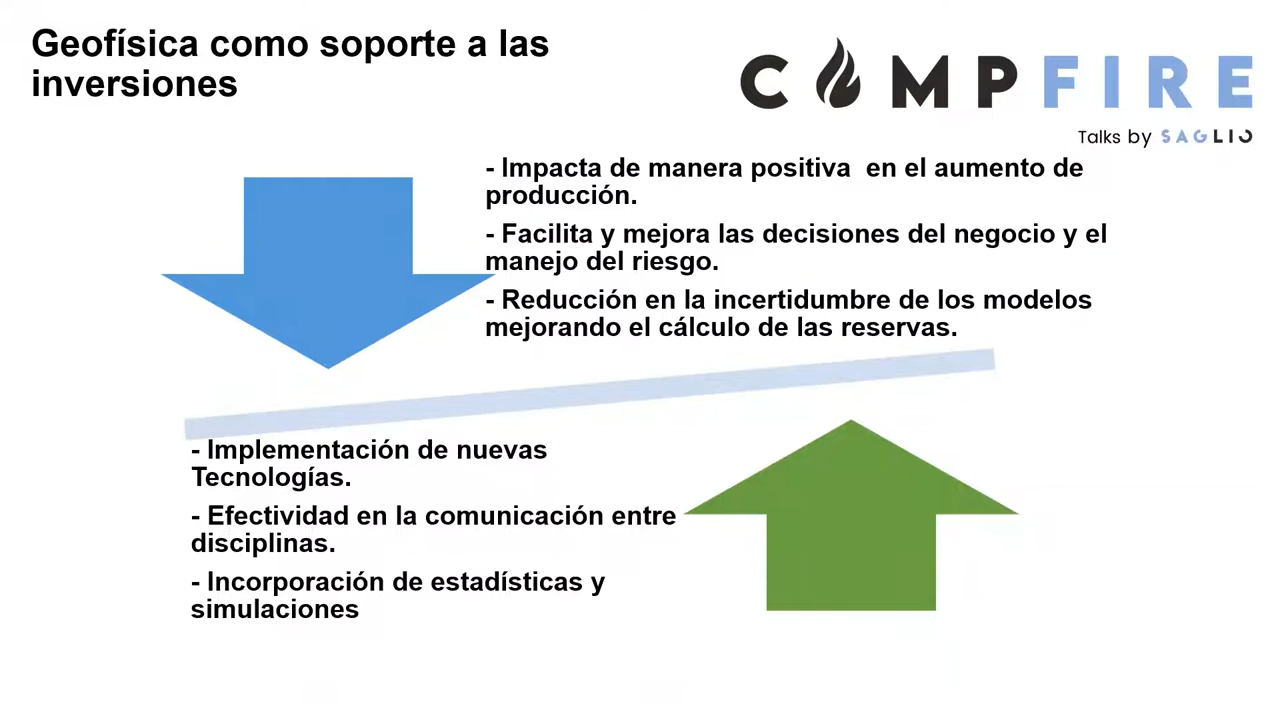 Geofísica como soporte a las
inversiones
C MPFIRE
Talks by SAGLIO
- Impacta de manera positiva  en el aumento de
producción.
- Facilita y mejora las decisiones del negocio y el
manejo del riesgo.
- Reducción en la incertidumbre de los modelos
mejorando el cálculo de las reservas.
- Implementación de nuevas
Tecnologías.
- Efectividad en la comunicación entre
disciplinas.
- Incorporación de estadísticas y
simulaciones